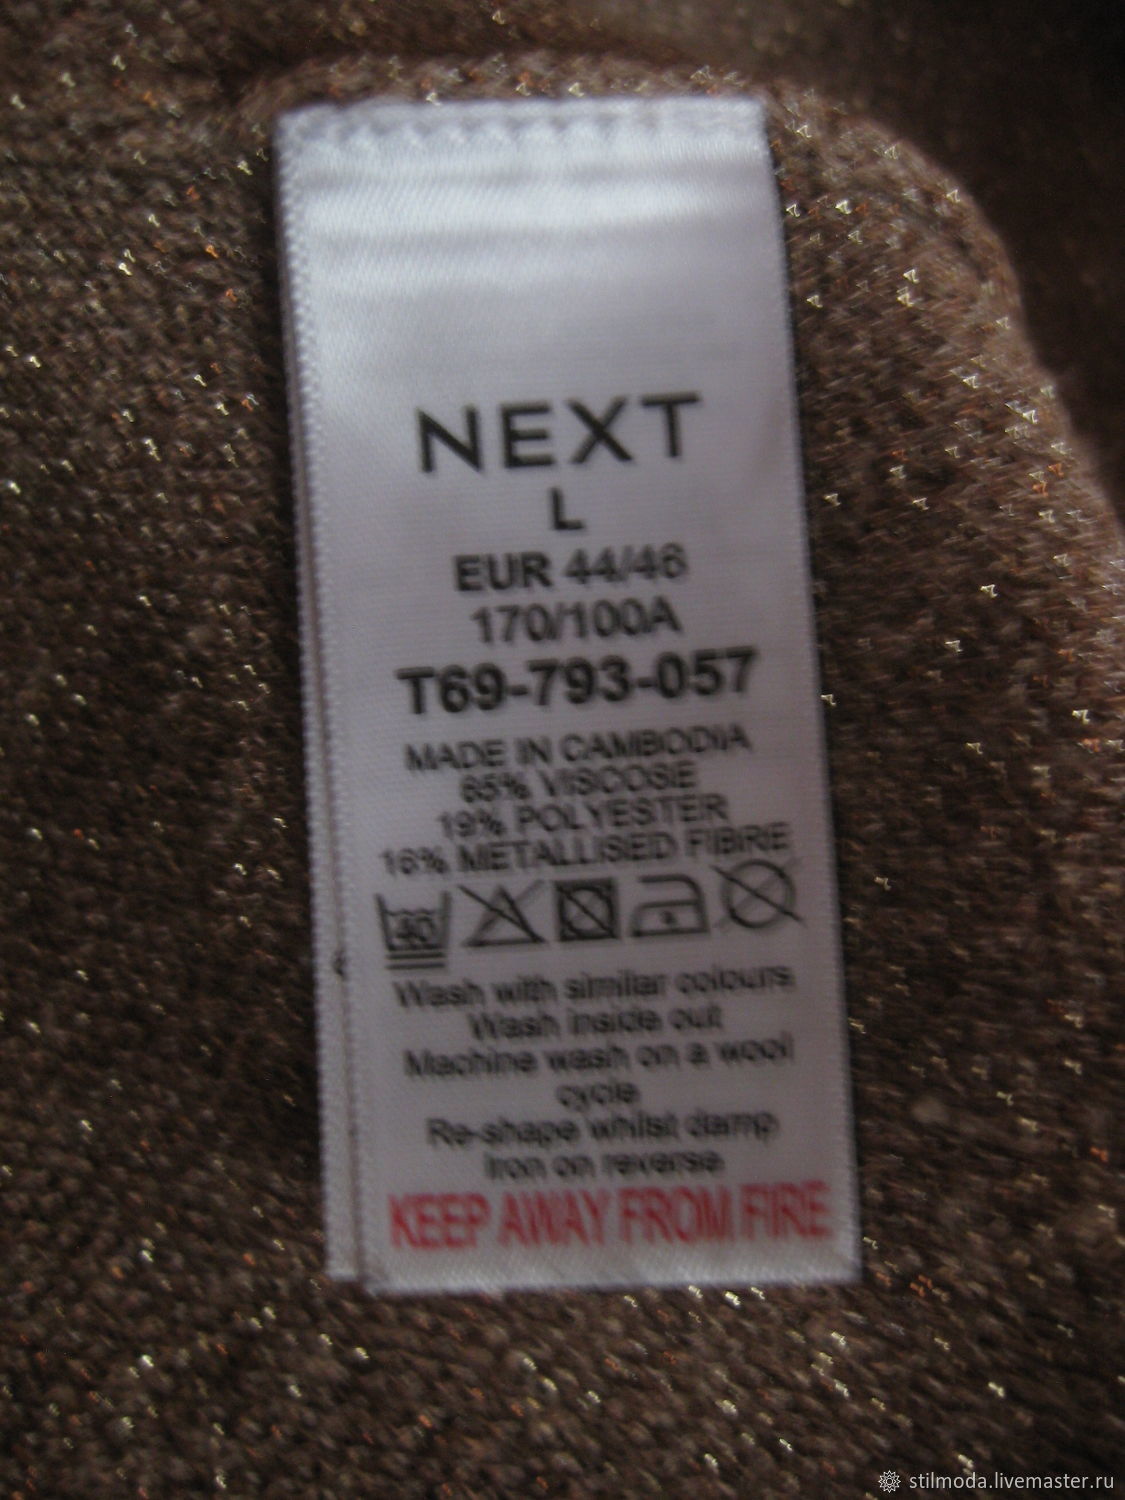 NEXT
L
EUR 44/46
170/100A
T69-793-057
MADE IN CAMBODIA
65% VISCOSE
19% POLYESTER
16% METALLISED FIBRE
40
Wash with similar colours
Wash inside out
Machine wash on a wool
cycle
Re-shape whilst damp
Iron on reverse
KEEP AWAY FROM FIRE
stilmoda.livemaster.ru